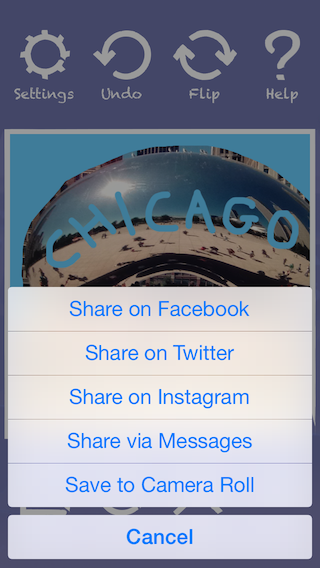 Settings Undo Flip Help
CHICAGO
Share on Facebook
Share on Twitter
Share on Instagram
Share via Messages
Save to Camera Roll
Cancel